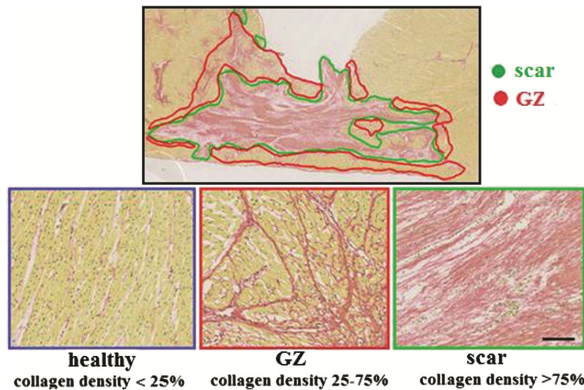 scar
GZ
healthy
GZ
scar
collagen density < 25%
collagen density 25-75%
collagen density >75%